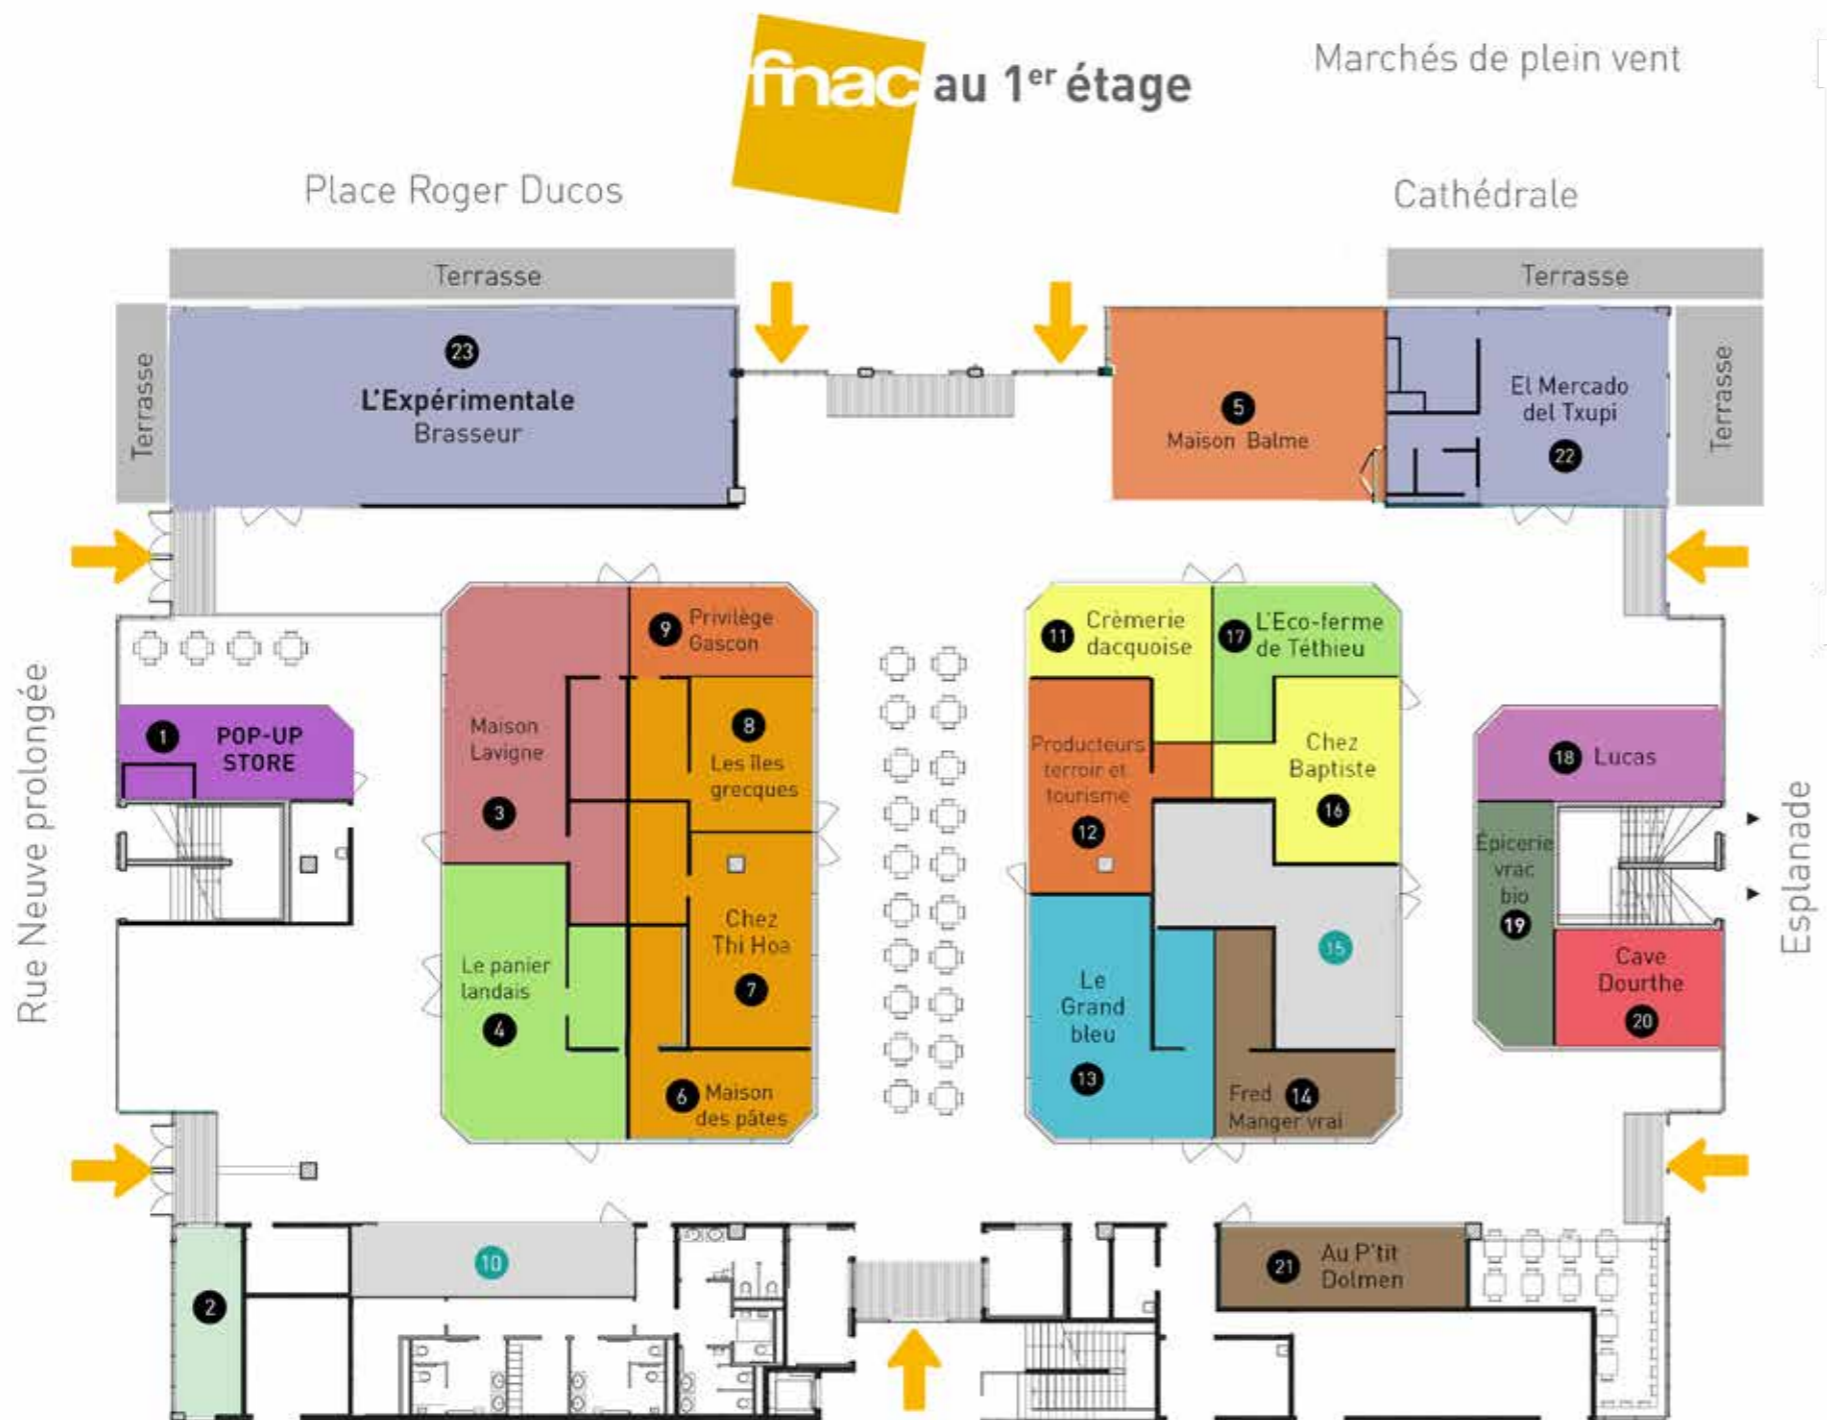 fnac au 1er étage
Marchés de plein vent
Place Roger Ducos
Cathédrale
Terrasse
Terrasse
Terrasse
23
L'Expérimentale
Brasseur
5
Maison Balme
El Mercado
del Txupi
22
Terrasse
Rue Neuve prolongée
1
POP-UP
STORE
Maison
Lavigne
3
9
Privilège
Gascon
8
Les îles
grecques
Chez
Thi Hoa
7
Le panier
landais
4
6
Maison
des pâtes
11
Crèmerie
dacquoise
17
L'Eco-ferme
de Téthieu
Producteurs
terroir et
tourisme
12
Chez
Baptiste
16
15
Le
Grand
bleu
13
Fred
14
Manger vrai
18
Lucas
Épicerie
vrac
bio
19
Cave
Dourthe
20
Esplanade
2
10
21
Au P'tit
Dolmen